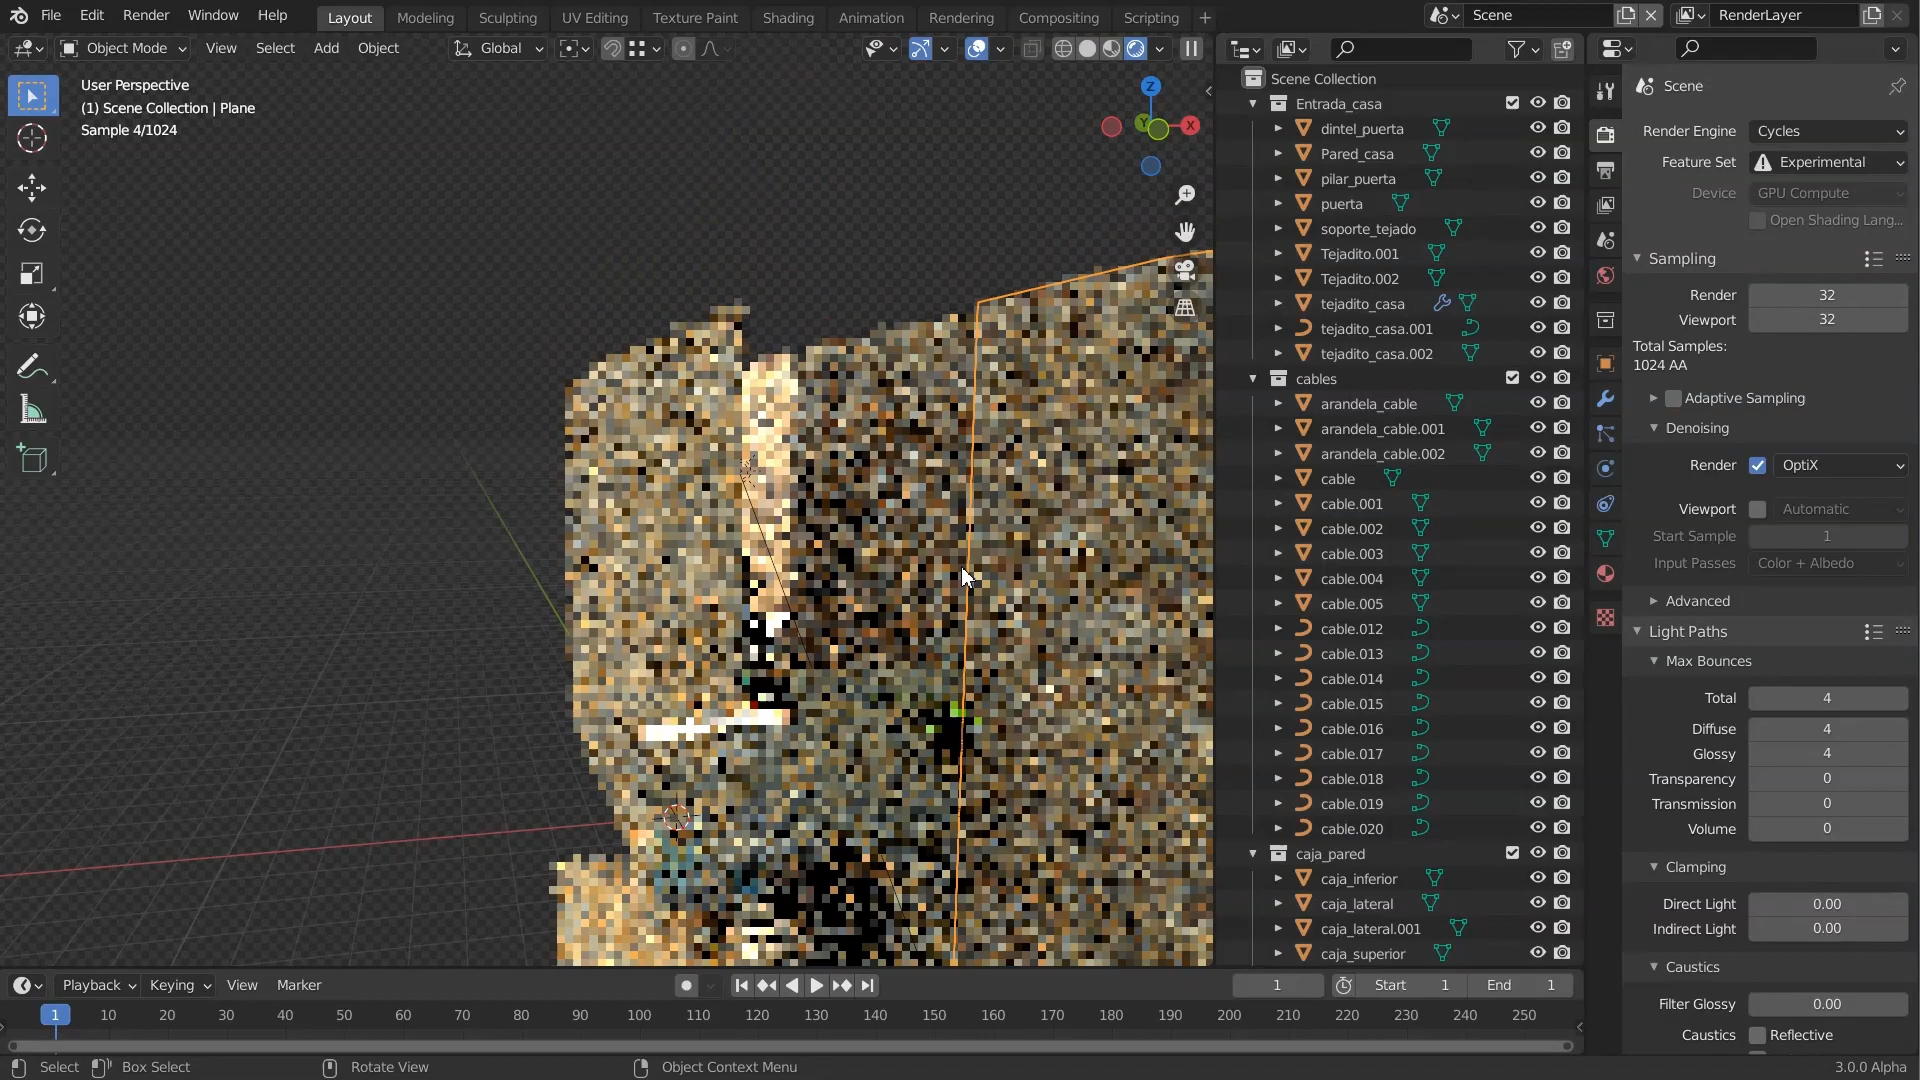 File Edit Render Window Help Layout Modeling Sculpting UV Editing Texture Paint Shading Animation Rendering Compositing Scripting + Scene RenderLayer
Object Mode View Select Add Object Global
User Perspective
(1) Scene Collection | Plane
Sample 4/1024
Z
Y
X
Scene Collection
Entrada_casa
dintel_puerta
Pared_casa
pilar_puerta
puerta
soporte_tejado
Tejadito.001
Tejadito.002
tejadito_casa
tejadito_casa.001
tejadito_casa.002
cables
arandela_cable
arandela_cable.001
arandela_cable.002
cable
cable.001
cable.002
cable.003
cable.004
cable.005
cable.012
cable.013
cable.014
cable.015
cable.016
cable.017
cable.018
cable.019
cable.020
caja_pared
caja_inferior
caja_lateral
caja_lateral.001
caja_superior
Scene
Render Engine Cycles
Feature Set Experimental
Device GPU Compute
Open Shading Lang...
Sampling
Render 32
Viewport 32
Total Samples:
1024 AA
Adaptive Sampling
Denoising
Render OptiX
Viewport Automatic
Start Sample 1
Input Passes Color + Albedo
Advanced
Light Paths
Max Bounces
Total 4
Diffuse 4
Glossy 4
Transparency 0
Transmission 0
Volume 0
Clamping
Direct Light 0.00
Indirect Light 0.00
Caustics
Filter Glossy 0.00
Caustics Reflective
Playback Keying View Marker 1 Start 1 End 1
1 10 20 30 40 50 60 70 80 90 100 110 120 130 140 150 160 170 180 190 200 210 220 230 240 250
Select Box Select Rotate View Object Context Menu 3.0.0 Alpha